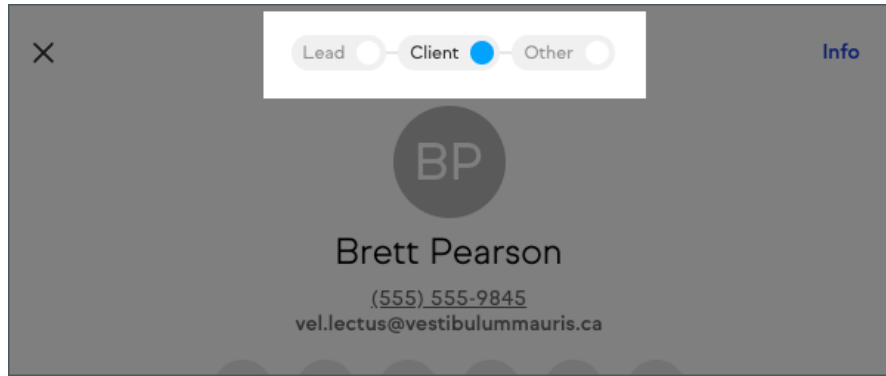 Lead Client Other
Info
BP
Brett Pearson
(555) 555-9845
vel.lectus@vestibulummauris.ca